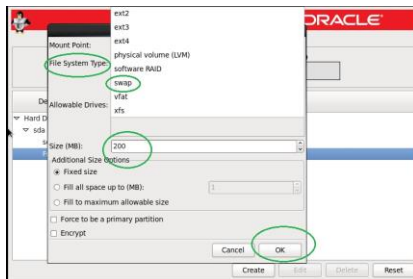 ORACLE
ext2
ext3
ext4
physical volume (LVM)
software RAID
swap
vfat
xfs
Mount Point:
File System Type:
Allowable Drives:
De
Hard D
sda
Size (MB):
200
Additional Size Options
Fixed size
Fill all space up to (MB):
1
Fill to maximum allowable size
Force to be a primary partition
Encrypt
Cancel
OK
Create
Edit
Delete
Reset